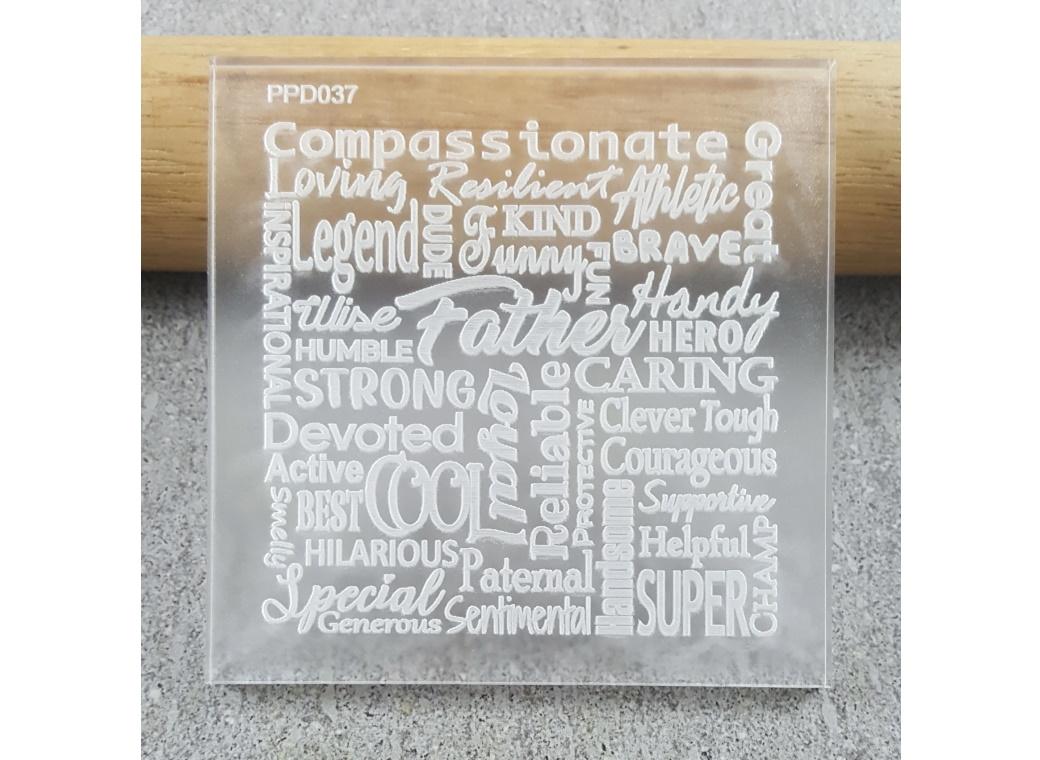 PPD037
Compassionate
Great
Loving Resilient Athletic
INSPIRATIONAL
Legend
DUDE
Funny
KIND
FUN
BRAVE
Wise
Father
Handy
HUMBLE
HERO
STRONG
Loyal
Reliable
CARING
PROTECTIVE
Clever Tough
Devoted
Courageous
Active
COOL
Smelly
BEST
Handsome
Supportive
HILARIOUS
Helpful
CHAMP
Paternal
Special
SUPER
Generous
Sentimental